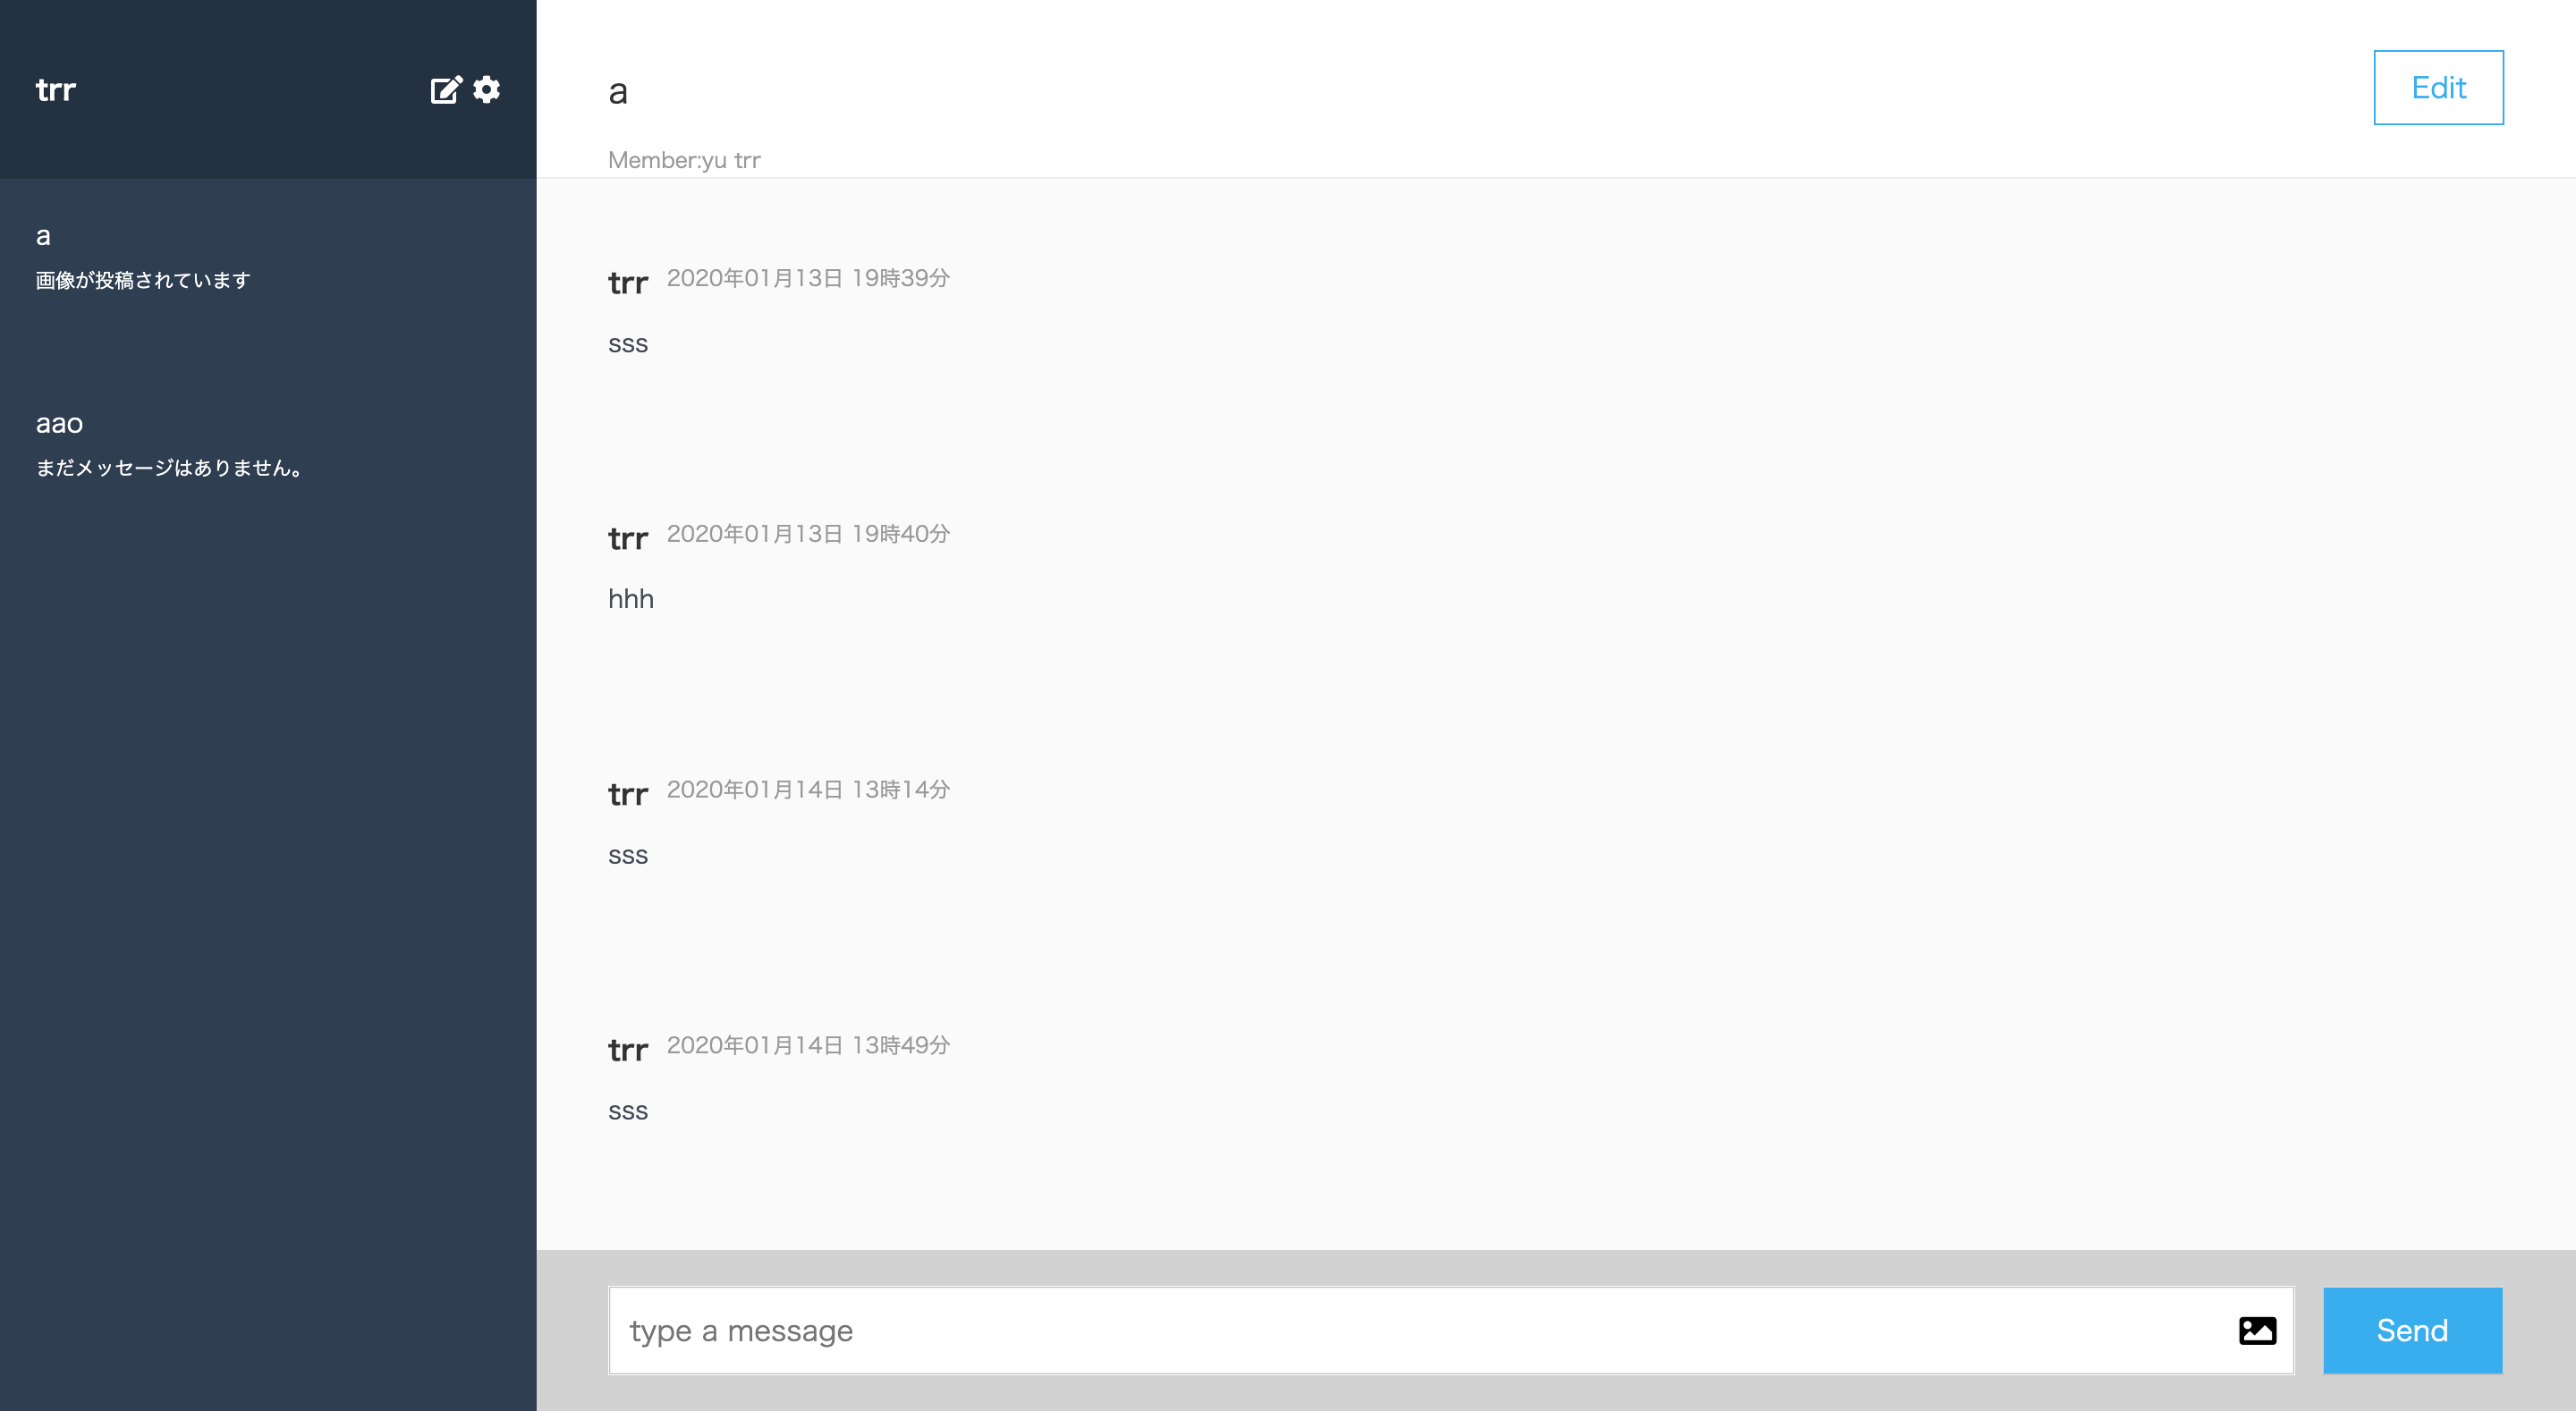 trr
a
画像が投稿されています
aao
まだメッセージはありません。
a
Edit
Member:yu trr
trr 2020年01月13日 19時39分
sss
trr 2020年01月13日 19時40分
hhh
trr 2020年01月14日 13時14分
sss
trr 2020年01月14日 13時49分
sss
type a message
Send